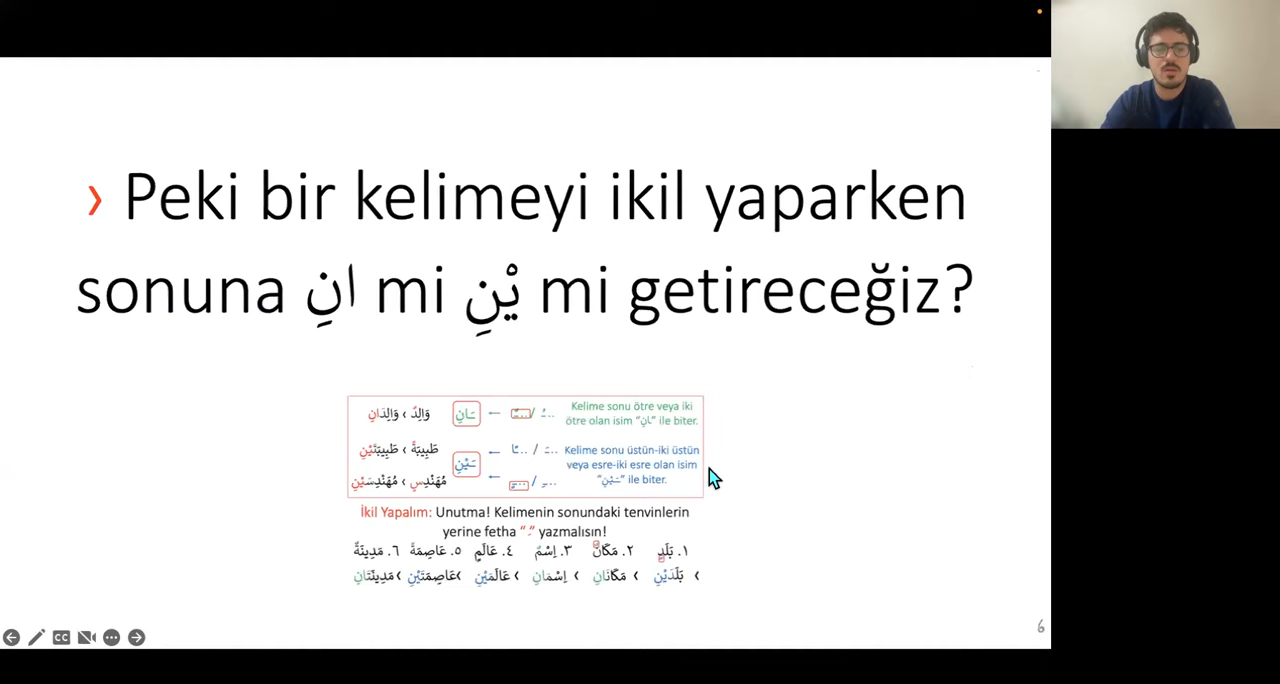 › Peki bir kelimeyi ikil yaparken
sonuna انِ mi يْنِ mi getireceğiz?
Kelime sonu ötre veya iki ötre olan isim “ـَانِ” ile biter.
ـُ.. / ـٌ.. ← ـَانِ
وَالِدٌ › وَالِدَانِ
Kelime sonu üstün-iki üstün veya esre-iki esre olan isim “ـَيْنِ” ile biter.
ـَ.. / ـً.. ← ـَيْنِ
طَبِيبَةً › طَبِيبَتَيْنِ
ـِ.. / ـٍ.. ←
مُهَنْدِسٍ › مُهَنْدِسَيْنِ
İkil Yapalım: Unutma! Kelimenin sonundaki tenvinlerin
yerine fetha “ـَ” yazmalısın!
١. بَلَدٍ ٢. مَكَانٌ ٣. اِسْمٌ ٤. عَالَمٍ ٥. عَاصِمَةً ٦. مَدِينَةٌ
› بَلَدَيْنِ › مَكَانَانِ › اِسْمَانِ › عَالَمَيْنِ › عَاصِمَتَيْنِ › مَدِينَتَانِ
CC
6